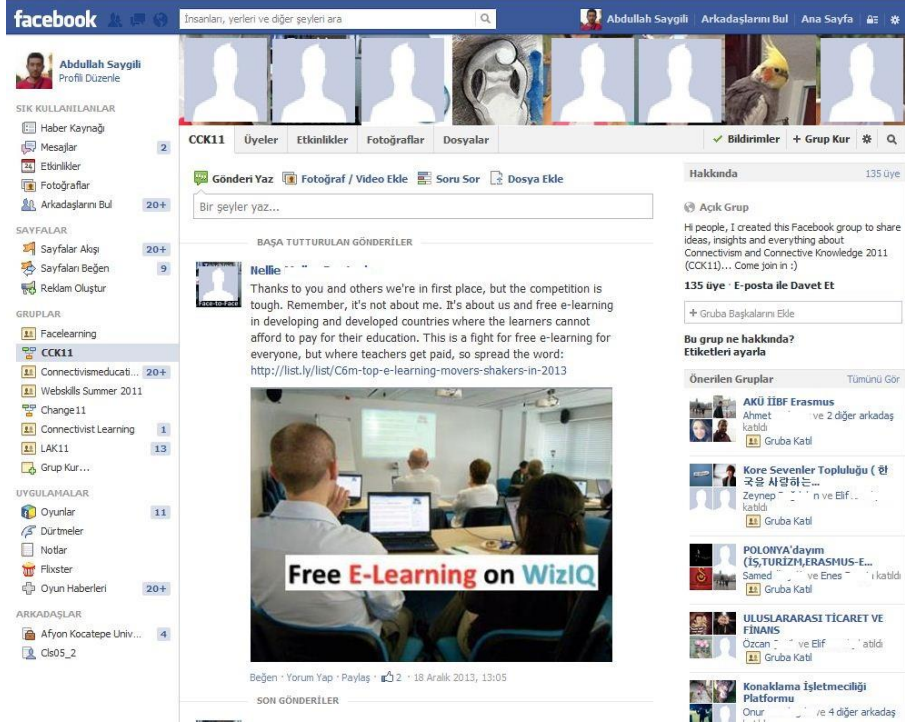 facebook
İnsanları, yerleri ve diğer şeyleri ara
Abdullah Saygili Arkadaşlarını Bul Ana Sayfa
Abdullah Saygili
Profili Düzenle
SIK KULLANILANLAR
Haber Kaynağı
Mesajlar 2
Etkinlikler
Fotoğraflar
Arkadaşlarını Bul 20+
SAYFALAR
Sayfalar Akışı 20+
Sayfaları Beğen 9
Reklam Oluştur
GRUPLAR
Facelearning
CCK11
Connectivismeducati... 20+
Webskills Summer 2011
Change11
Connectivist Learning 1
LAK11 13
Grup Kur...
UYGULAMALAR
Oyunlar 11
Dürtmeler
Notlar
Flixster
Oyun Haberleri 20+
ARKADAŞLAR
Afyon Kocatepe Univ... 4
Cls05_2
CCK11 Üyeler Etkinlikler Fotoğraflar Dosyalar
Bildirimler + Grup Kur
Gönderi Yaz Fotoğraf / Video Ekle Soru Sor Dosya Ekle
Bir şeyler yaz...
BAŞA TUTTURULAN GÖNDERİLER
Face-to-Face
Nellie
Thanks to you and others we're in first place, but the competition is
tough. Remember, it's not about me. It's about us and free e-learning
in developing and developed countries where the learners cannot
afford to pay for their education. This is a fight for free e-learning for
everyone, but where teachers get paid, so spread the word:
http://list.ly/list/C6m-top-e-learning-movers-shakers-in-2013
Free E-Learning on WizIQ
Beğen · Yorum Yap · Paylaş · 2 · 18 Aralık 2013, 13:05
SON GÖNDERİLER
Hakkında 135 üye
Açık Grup
Hi people, I created this Facebook group to share
ideas, insights and everything about
Connectivism and Connective Knowledge 2011
(CCK11)... Come join in :)
135 üye · E-posta ile Davet Et
+ Gruba Başkalarını Ekle
Bu grup ne hakkında?
Etiketleri ayarla
Önerilen Gruplar Tümünü Gör
AKÜ İİBF Erasmus
Ahmet ve 2 diğer arkadaş
katıldı
Gruba Katıl
Kore Sevenler Topluluğu ( 한
국을 사랑하는...
Zeynep ve Elif
katıldı
Gruba Katıl
POLONYA'dayım
(İŞ,TURİZM,ERASMUS-E...
Samed ve Enes katıldı
Gruba Katıl
ULUSLARARASI TİCARET VE
FİNANS
Özcan ve Elif atıldı
Gruba Katıl
Konaklama İşletmeciliği
Platformu
Onur ve 4 diğer arkadaş